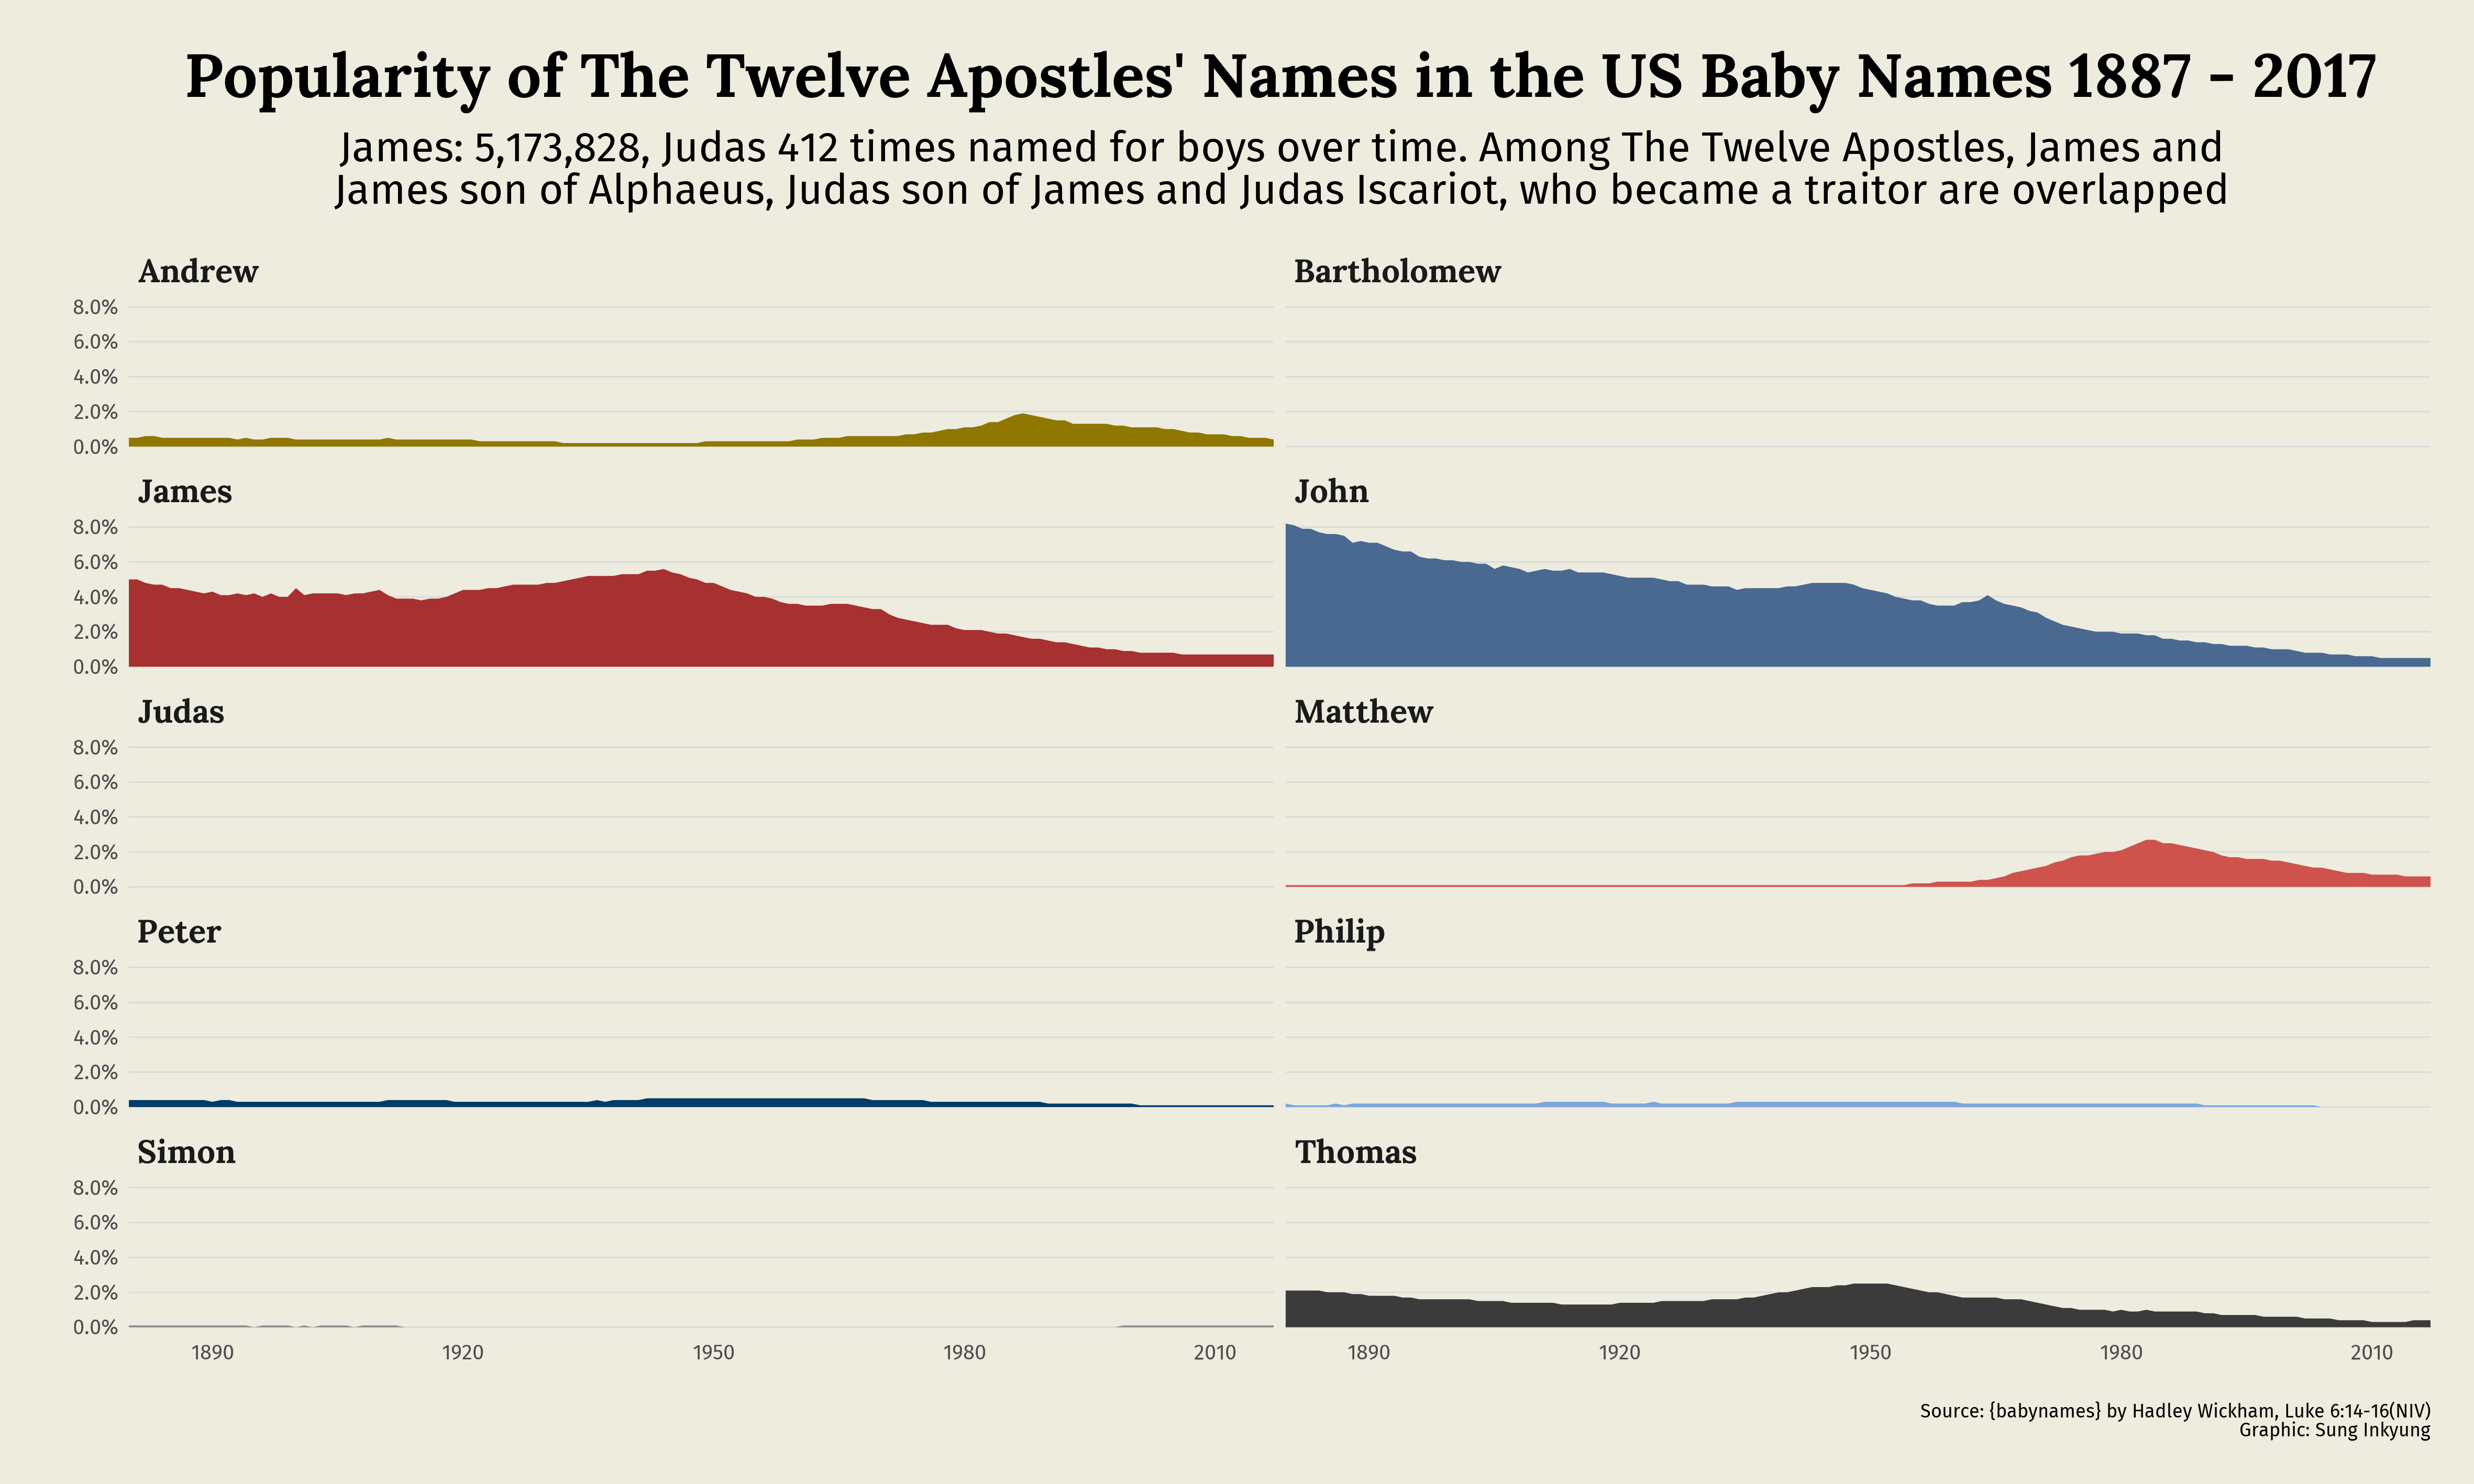 Popularity of The Twelve Apostles' Names in the US Baby Names 1887 - 2017
James: 5,173,828, Judas 412 times named for boys over time. Among The Twelve Apostles, James and
James son of Alphaeus, Judas son of James and Judas Iscariot, who became a traitor are overlapped
Andrew
Bartholomew
8.0%
6.0%
4.0%
2.0%
0.0%
James
John
8.0%
6.0%
4.0%
2.0%
0.0%
Judas
Matthew
8.0%
6.0%
4.0%
2.0%
0.0%
Peter
Philip
8.0%
6.0%
4.0%
2.0%
0.0%
Simon
Thomas
8.0%
6.0%
4.0%
2.0%
0.0%
1890 1920 1950 1980 2010 1890 1920 1950 1980 2010
Source: {babynames} by Hadley Wickham, Luke 6:14-16(NIV)
Graphic: Sung Inkyung